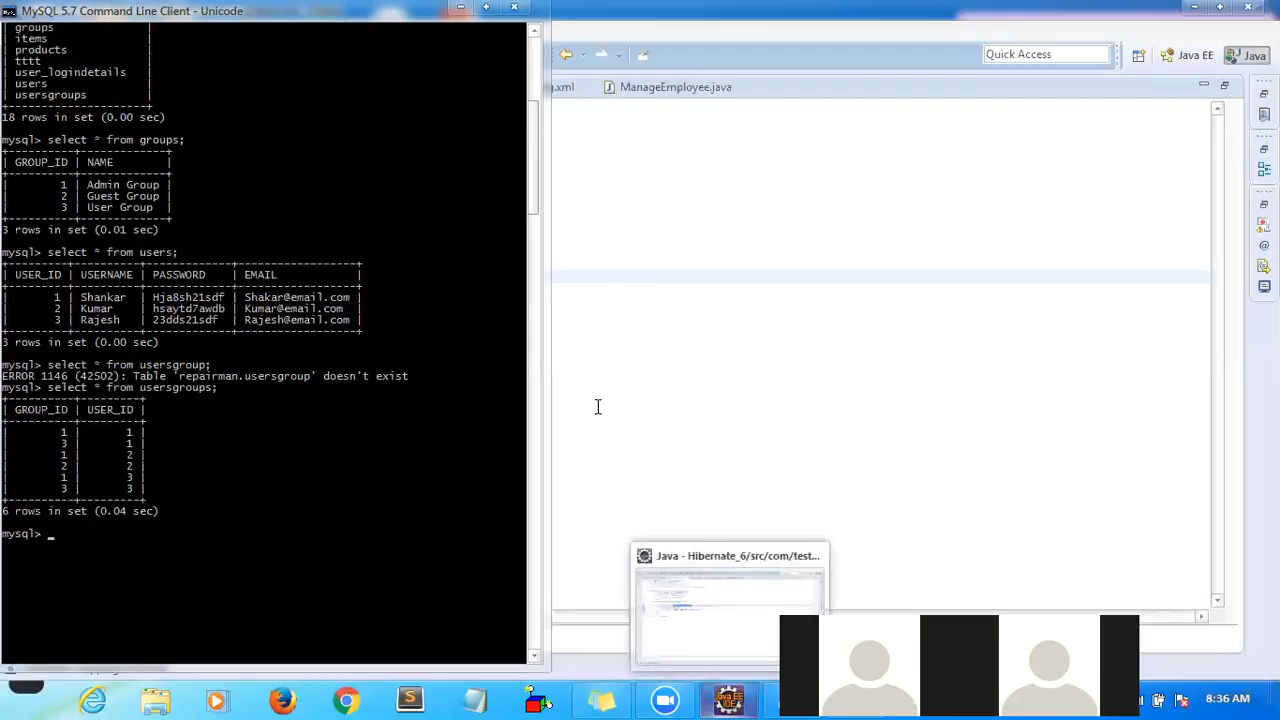 MySQL 5.7 Command Line Client - Unicode
| groups |
| items |
| products |
| tttt |
| user_logindetails |
| users |
| usersgroups |
+--------------------+
18 rows in set (0.00 sec)
mysql> select * from groups;
+----------+-------------+
| GROUP_ID | NAME |
+----------+-------------+
| 1 | Admin Group |
| 2 | Guest Group |
| 3 | User Group |
+----------+-------------+
3 rows in set (0.01 sec)
mysql> select * from users;
+---------+----------+-------------+-------------------+
| USER_ID | USERNAME | PASSWORD | EMAIL |
+---------+----------+-------------+-------------------+
| 1 | Shankar | Hja8sh21sdf | Shakar@email.com |
| 2 | Kumar | hsaytd7awdb | Kumar@email.com |
| 3 | Rajesh | 23dds21sdf | Rajesh@email.com |
+---------+----------+-------------+-------------------+
3 rows in set (0.00 sec)
mysql> select * from usersgroup;
ERROR 1146 (42S02): Table 'repairman.usersgroup' doesn't exist
mysql> select * from usersgroups;
+----------+---------+
| GROUP_ID | USER_ID |
+----------+---------+
| 1 | 1 |
| 3 | 1 |
| 1 | 2 |
| 2 | 2 |
| 1 | 3 |
| 3 | 3 |
+----------+---------+
6 rows in set (0.04 sec)
mysql> _
Quick Access
Java EE
Java
g.xml
ManageEmployee.java
Java - Hibernate_6/src/com/test...
JAVA EE
IDE
8:36 AM